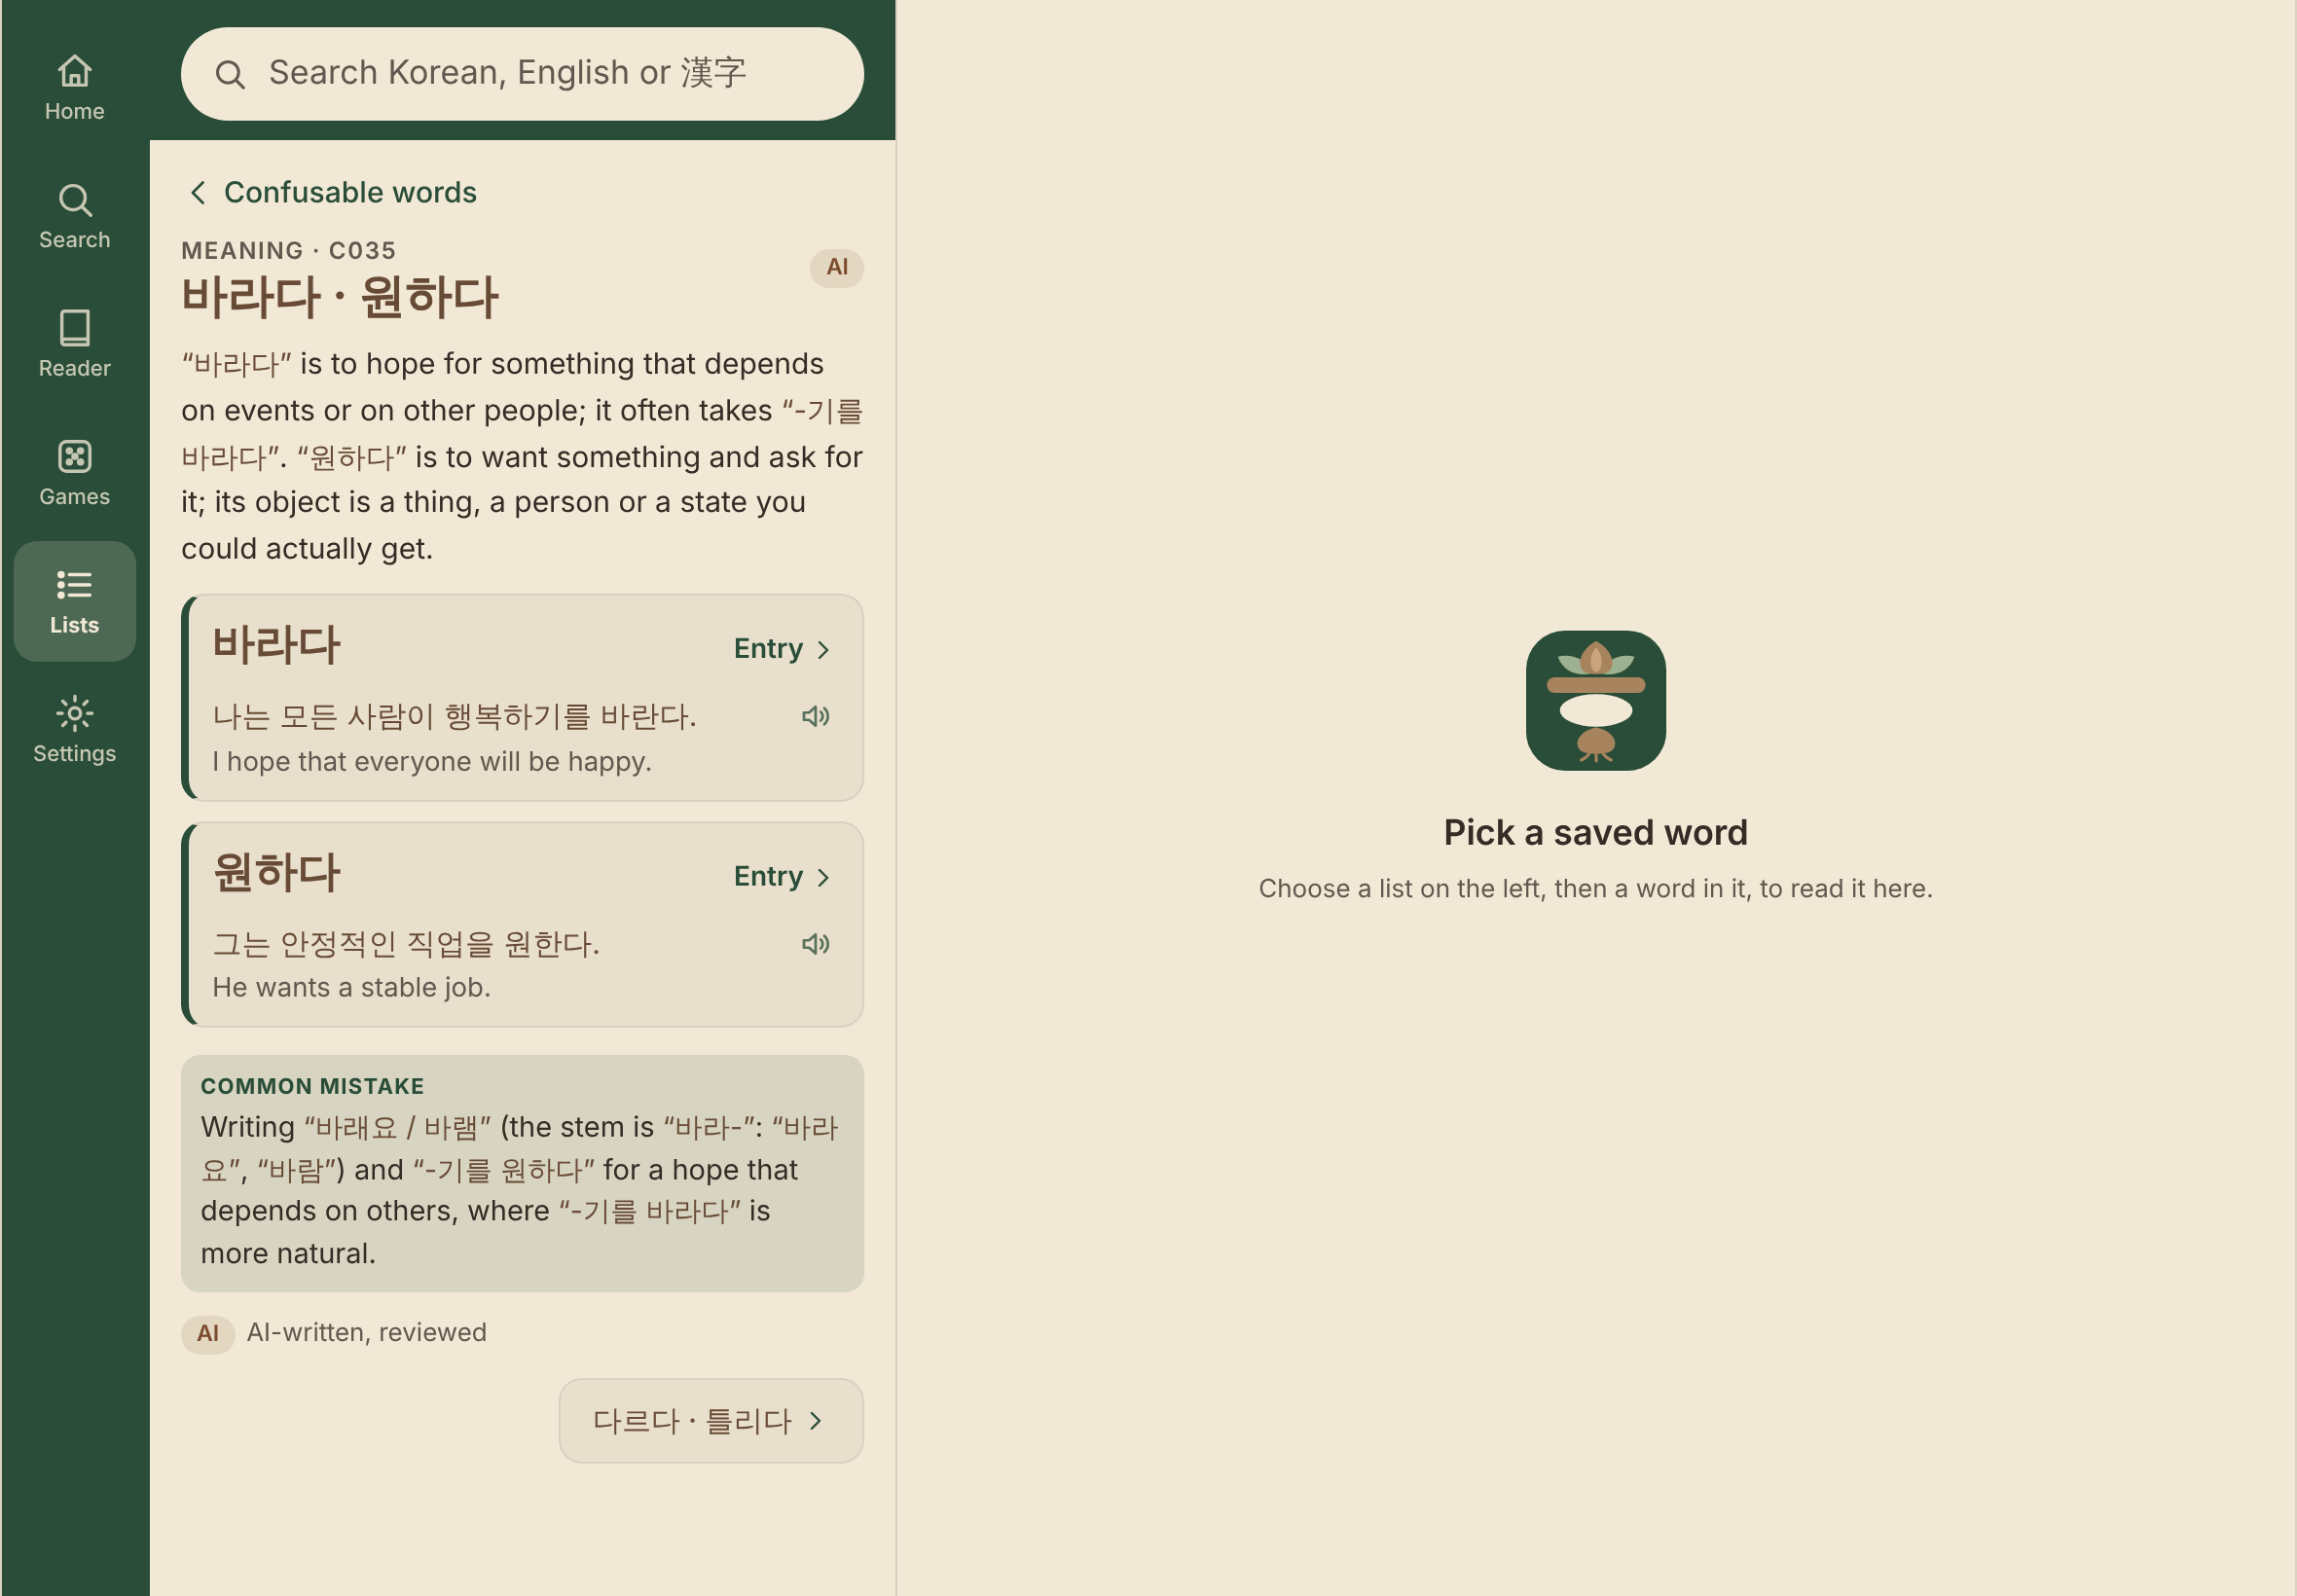 Home
Search
Reader
Games
Lists
Settings
Search Korean, English or 漢字
Confusable words
MEANING · C035
AI
바라다 · 원하다
“바라다” is to hope for something that depends
on events or on other people; it often takes “-기를
바라다”. “원하다” is to want something and ask for
it; its object is a thing, a person or a state you
could actually get.
바라다
Entry
나는 모든 사람이 행복하기를 바란다.
I hope that everyone will be happy.
원하다
Entry
그는 안정적인 직업을 원한다.
He wants a stable job.
COMMON MISTAKE
Writing “바래요 / 바램” (the stem is “바라-”: “바라
요”, “바람”) and “-기를 원하다” for a hope that
depends on others, where “-기를 바라다” is
more natural.
AI AI-written, reviewed
다르다 · 틀리다
Pick a saved word
Choose a list on the left, then a word in it, to read it here.